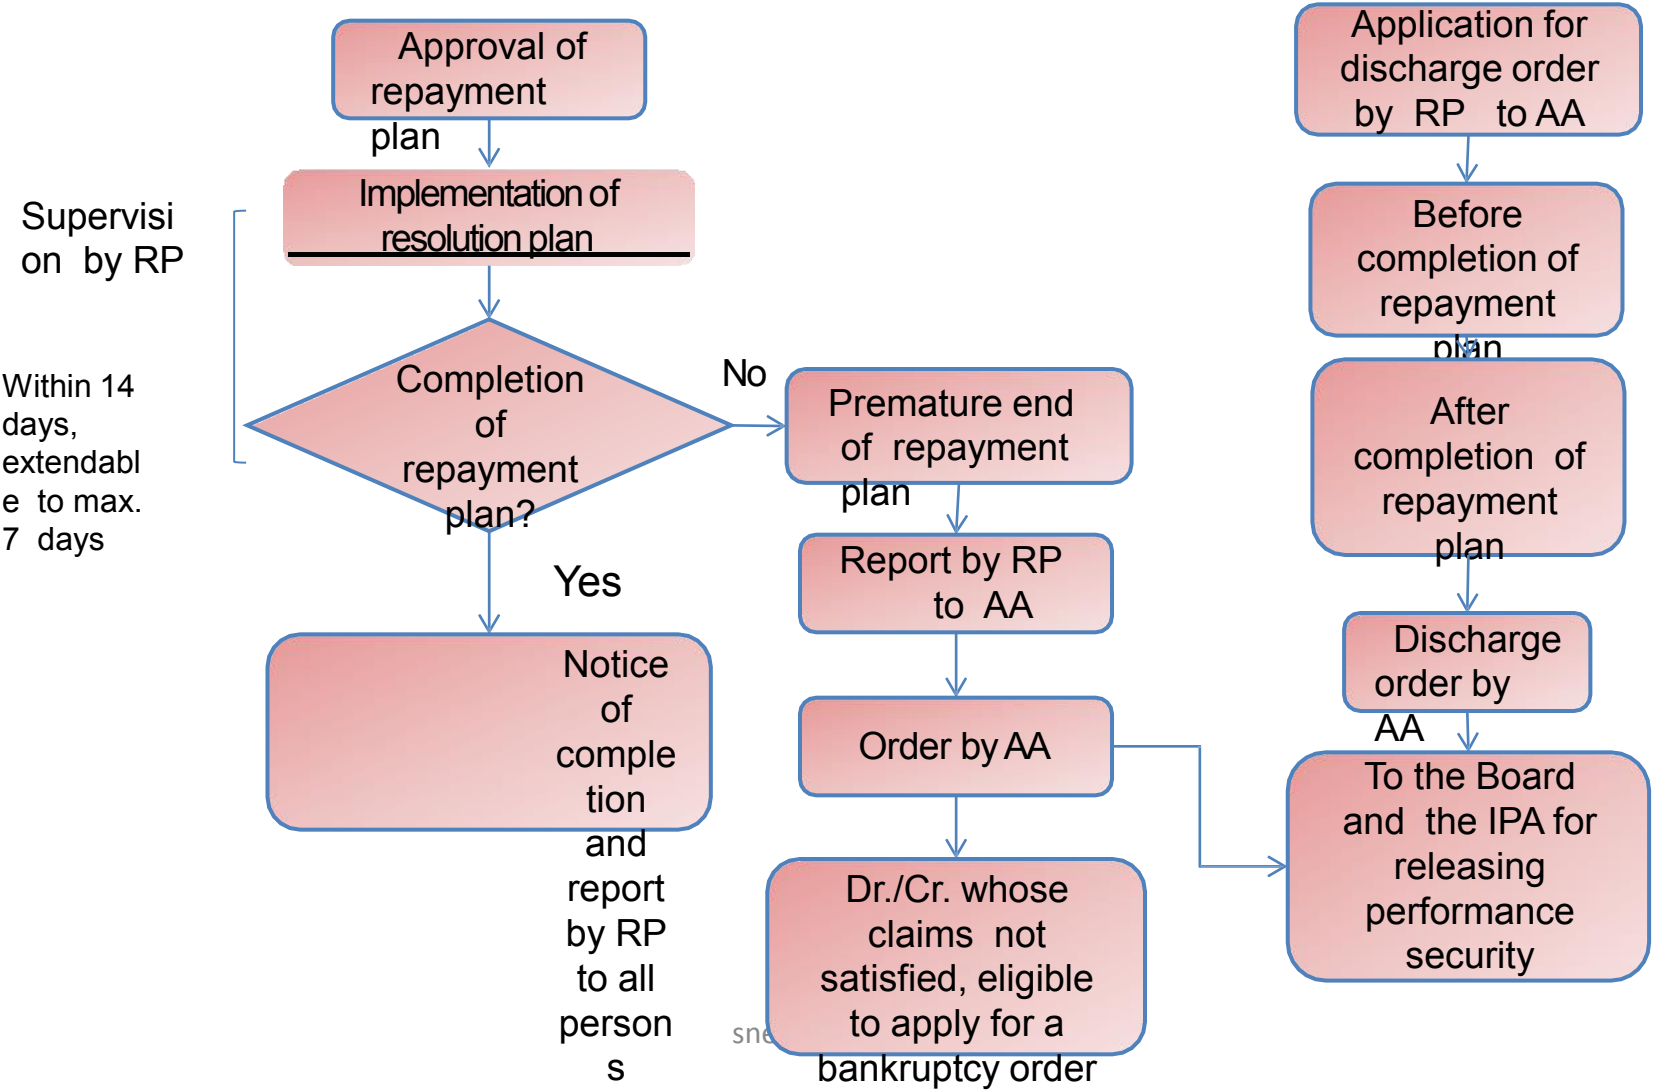 Approval of
repayment
plan
Implementation of
resolution plan
Supervisi
on by RP
Within 14
days,
extendabl
e to max.
7 days
Completion
of
repayment
plan?
No
Yes
Notice
of
comple
tion
and
report
by RP
to all
person
s
Premature end
of repayment
plan
Report by RP
to AA
Order by AA
Dr./Cr. whose
claims not
satisfied, eligible
to apply for a
bankruptcy order
Application for
discharge order
by RP to AA
Before
completion of
repayment
plan
After
completion of
repayment
plan
Discharge
order by
AA
To the Board
and the IPA for
releasing
performance
security